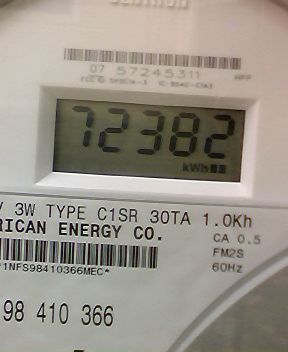 07 57245311
HPP
72382
kWh
V 3W TYPE C1SR 30TA 1.0Kh
RICAN ENERGY CO.
CA 0.5
FM2S
60Hz
1NFS98410366MEC*
98 410 366